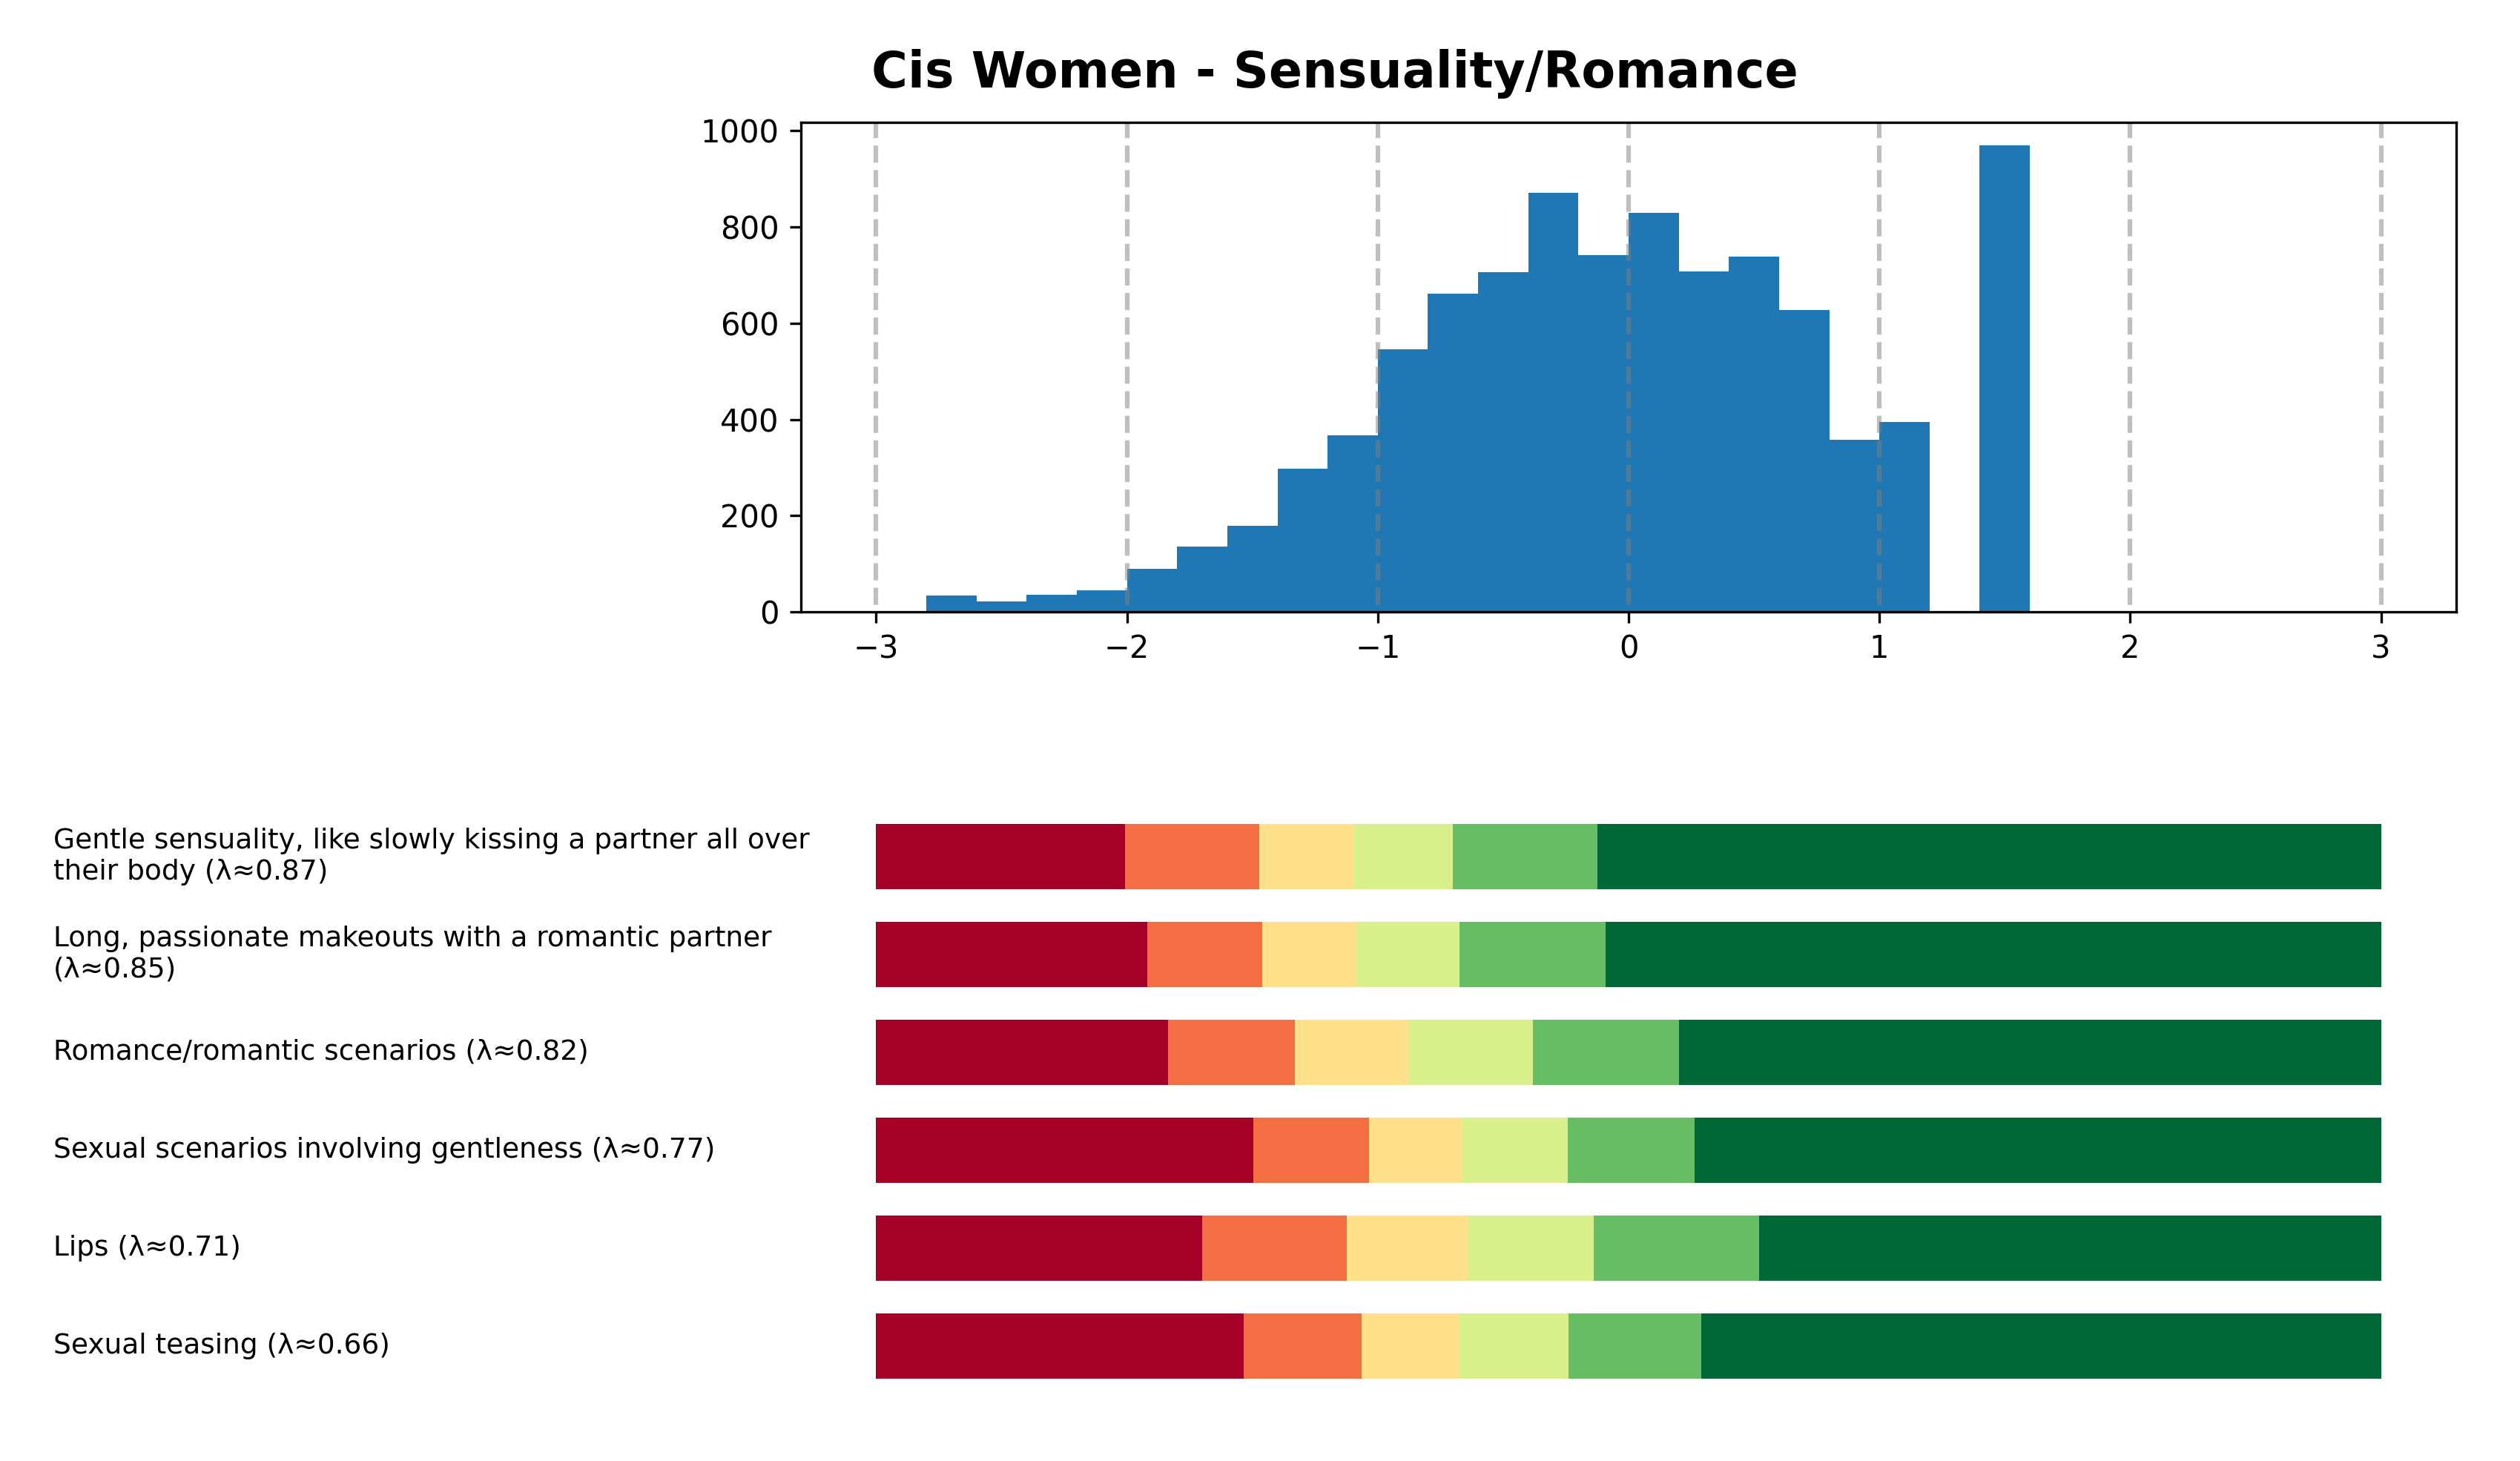 Cis Women - Sensuality/Romance
1000
800
600
400
200
0
−3 −2 −1 0 1 2 3
Gentle sensuality, like slowly kissing a partner all over
their body (λ≈0.87)
Long, passionate makeouts with a romantic partner
(λ≈0.85)
Romance/romantic scenarios (λ≈0.82)
Sexual scenarios involving gentleness (λ≈0.77)
Lips (λ≈0.71)
Sexual teasing (λ≈0.66)